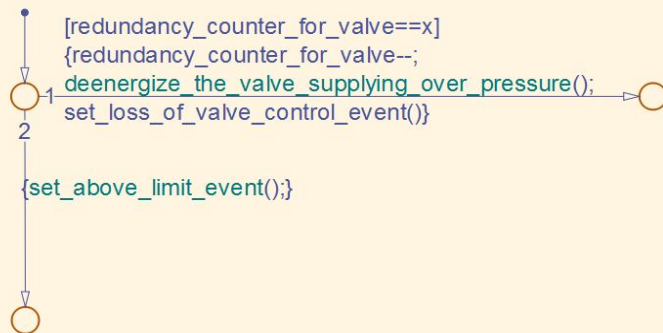 [redundancy_counter_for_valve==x]
{redundancy_counter_for_valve--;
deenergize_the_valve_supplying_over_pressure();
set_loss_of_valve_control_event()}
1
2
{set_above_limit_event();}